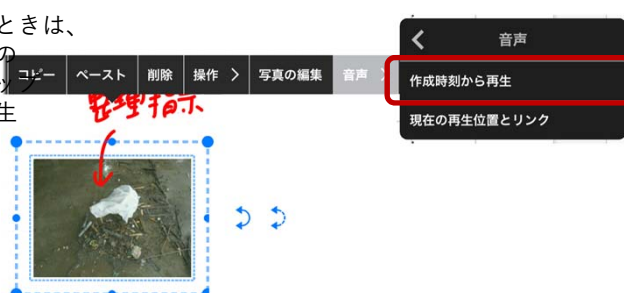 ときは、
の
コピー ペースト 削除 操作 > 写真の編集 音声 >
生
整理指示
音声
作成時刻から再生
現在の再生位置とリンク